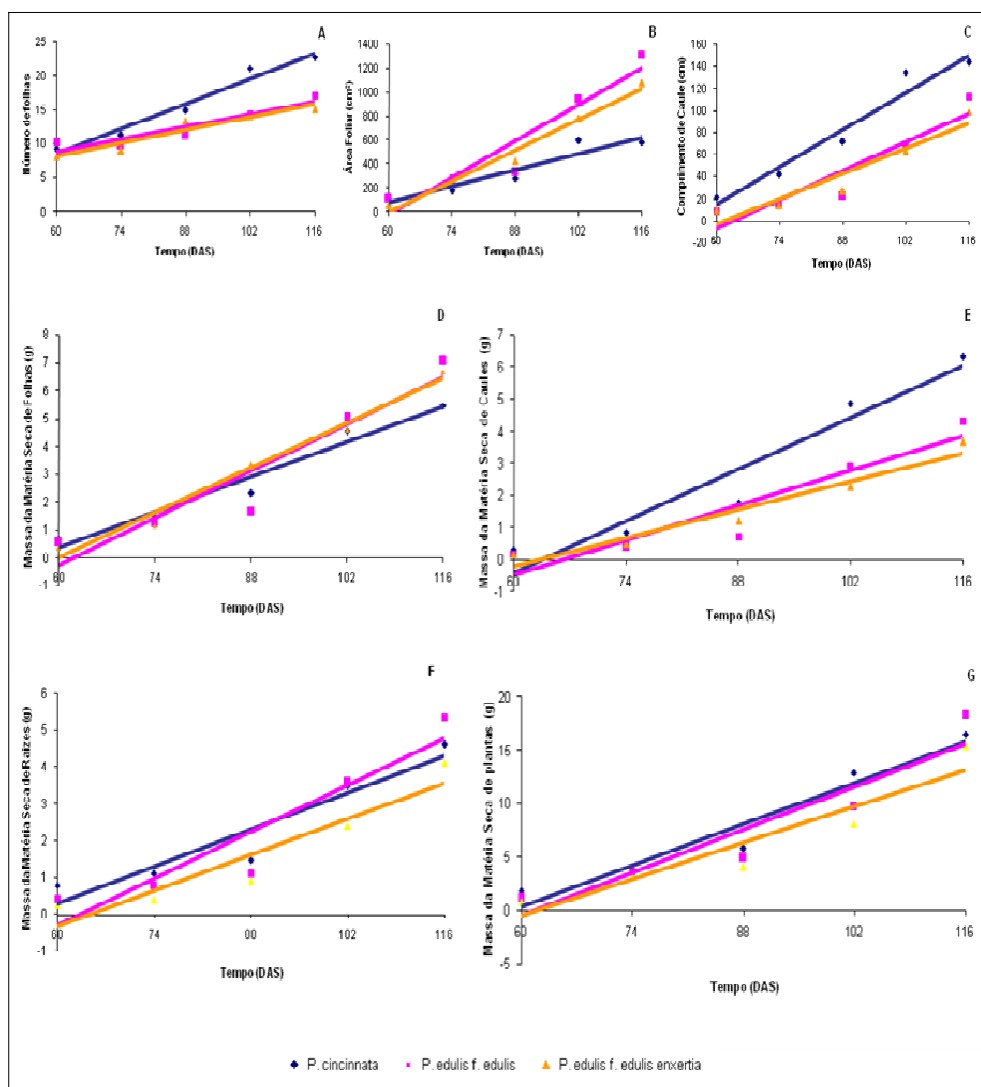 A
Número de folhas
25
20
15
10
5
0
60 74 88 102 116
Tempo (DAS)
B
Área Foliar (cm²)
1400
1200
1000
800
600
400
200
0
60 74 88 102 116
Tempo (DAS)
C
Comprimento de Caule (cm)
160
140
120
100
80
60
40
20
0
-20
60 74 88 102 116
Tempo (DAS)
D
Massa da Maréria Seca de Folhas (g)
8
7
6
5
4
3
2
1
0
-1
60 74 88 102 116
Tempo (DAS)
E
Massa da Matéria Seca de Caules (g)
7
6
5
4
3
2
1
0
-1
60 74 88 102 116
Tempo (DAS)
F
Massa da Matéria Seca de Raízes (g)
6
5
4
3
2
1
0
-1
60 74 00 102 116
Tempo (DAS)
G
Massa da Matéria Seca de plantas (g)
20
15
10
5
0
-5
60 74 88 102 116
Tempo (DAS)
P. cincinnata P. edulis f. edulis P. edulis f. edulis enxertia